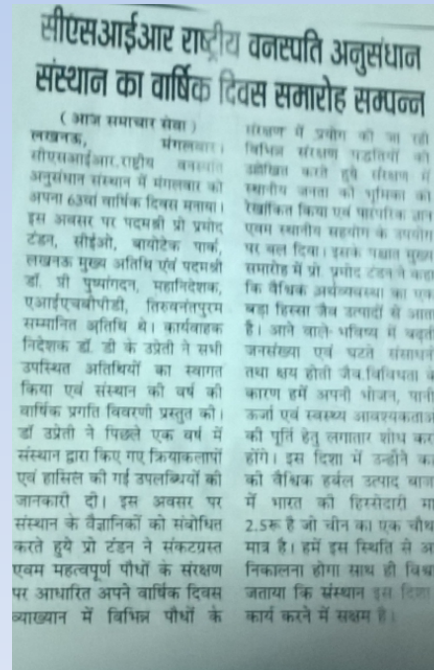 सीएसआईआर राष्ट्रीय वनस्पति अनुसंधान
संस्थान का वार्षिक दिवस समारोह सम्पन्न
( आज समाचार सेवा )
लखनऊ, मंगलवार।
सीएसआईआर.राष्ट्रीय वनस्पति
अनुसंधान संस्थान में मंगलवार को
अपना 63वां वार्षिक दिवस मनाया।
इस अवसर पर पदमश्री प्रो प्रमोद
टंडन, सीईओ, बायोटेक पार्क,
लखनऊ मुख्य अतिथि एंव पदमश्री
डॉ. प्री पुष्पांगदन, महानिदेशक,
एआईएचबीपीडी, तिरुवनंतपुरम
सम्मानित अतिथि थे। कार्यवाहक
निदेशक डॉ. डी के उप्रेती ने सभी
उपस्थित अतिथियों का स्वागत
किया एवं संस्थान की वर्ष की
वार्षिक प्रगति विवरणी प्रस्तुत की।
डॉ उप्रेती ने पिछले एक वर्ष में
संस्थान द्वारा किए गए क्रियाकलापों
एवं हासिल की गई उपलब्धियों की
जानकारी दी। इस अवसर पर
संस्थान के वैज्ञानिकों को संबोधित
करते हुये प्रो टंडन ने संकटग्रस्त
एवम महत्वपूर्ण पौधों के संरक्षण
पर आधारित अपने वार्षिक दिवस
व्याख्यान में विभिन्न पौधों के
संरक्षण में प्रयोग की जा रही
विभिन्न संरक्षण पद्धतियों को
उल्लेखित करते हुये संरक्षण में
स्थानीय जनता की भूमिका को
रेखांकित किया एवं पारंपरिक ज्ञान
एवम स्थानीय सहयोग के उपयोग
पर बल दिया। इसके पश्चात मुख्य
समारोह में प्रो. प्रमोद टंडन ने कहा
कि वैश्विक अर्थव्यवस्था का एक
बड़ा हिस्सा जैव उत्पादों से आता
है। आने वाले भविष्य में बढ़ती
जनसंख्या एवं घटते संसाधन
तथा क्षय होती जैव.विविधता
कारण हमें अपनी भोजन, पानी
ऊर्जा एवं स्वस्थ्य
की पूर्ति हेतु लगातार शोध कर
होंगे। इस दिशा में उन्होंने
की वैश्विक हर्बल उत्पाद
में भारत की हिस्सेदारी
2.5रू है जो चीन का एक
मात्र है। हमें इस स्थिति से
निकालना होगा साथ ही
जताया कि संस्थान इस दिशा
कार्य करने में सक्षम है।